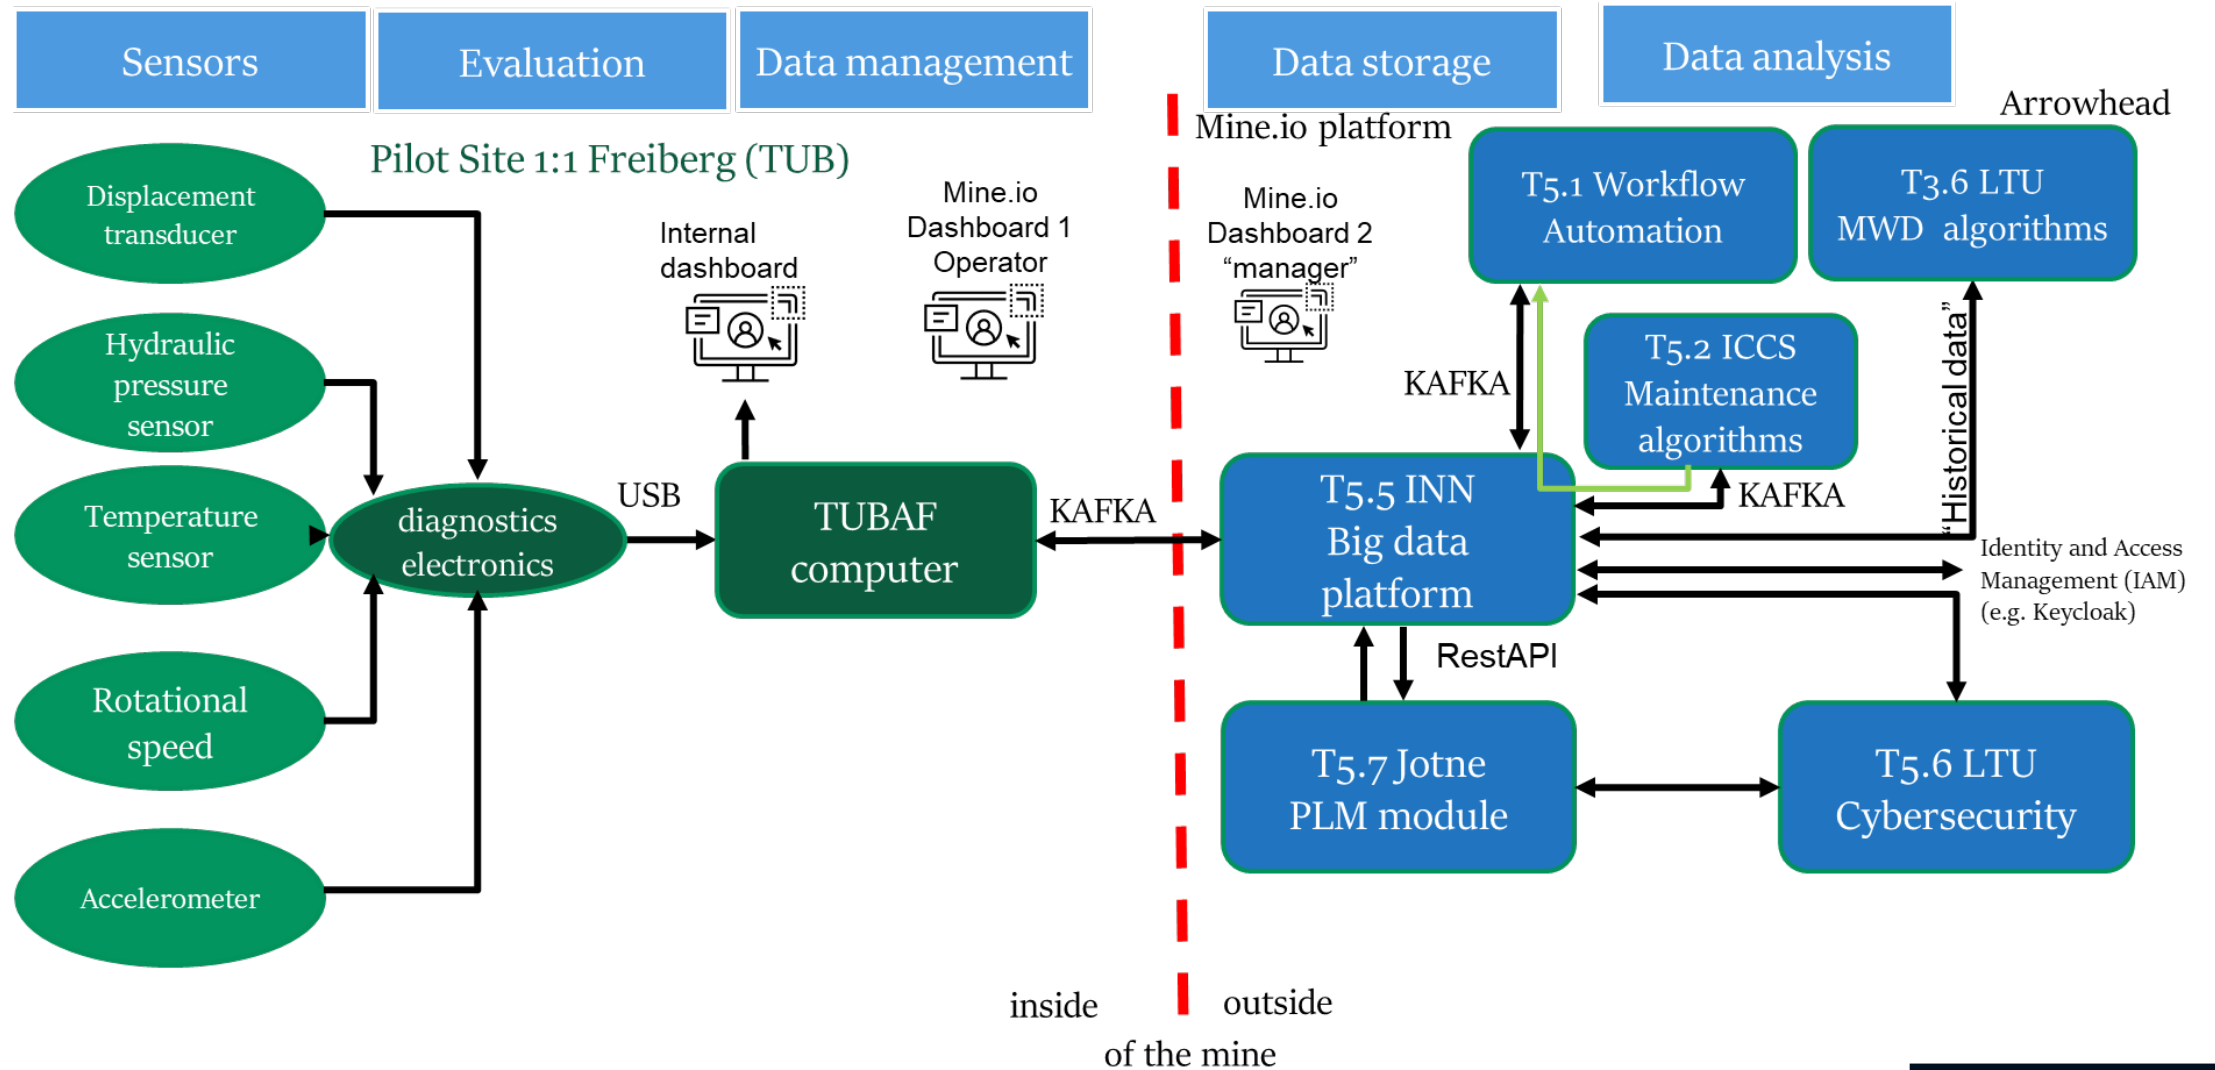 Sensors
Evaluation
Data management
Data storage
Data analysis
Arrowhead
Mine.io platform
Pilot Site 1:1 Freiberg (TUB)
Displacement
transducer
Hydraulic
pressure
sensor
Temperature
sensor
Rotational
speed
Accelerometer
diagnostics
electronics
USB
Internal
dashboard
Mine.io
Dashboard 1
Operator
TUBAF
computer
KAFKA
Mine.io
Dashboard 2
“manager”
T5.1 Workflow
Automation
T3.6 LTU
MWD algorithms
KAFKA
T5.2 ICCS
Maintenance
algorithms
KAFKA
“Historical data”
T5.5 INN
Big data
platform
Identity and Access
Management (IAM)
(e.g. Keycloak)
RestAPI
T5.7 Jotne
PLM module
T5.6 LTU
Cybersecurity
inside
outside
of the mine